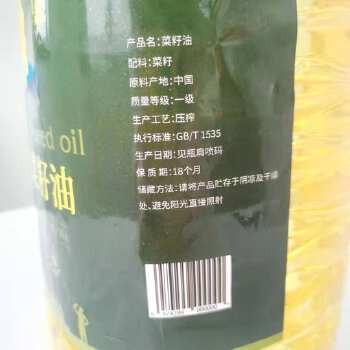 产品名:菜籽油
配料:菜籽
原料产地:中国
质量等级:一级
生产工艺:压榨
执行标准:GB/T 1535
生产日期:见瓶肩喷码
保 质 期:18个月
储藏方法:请将产品贮存于阴凉及干燥
处、避免阳光直接照射
eed oil
籽油